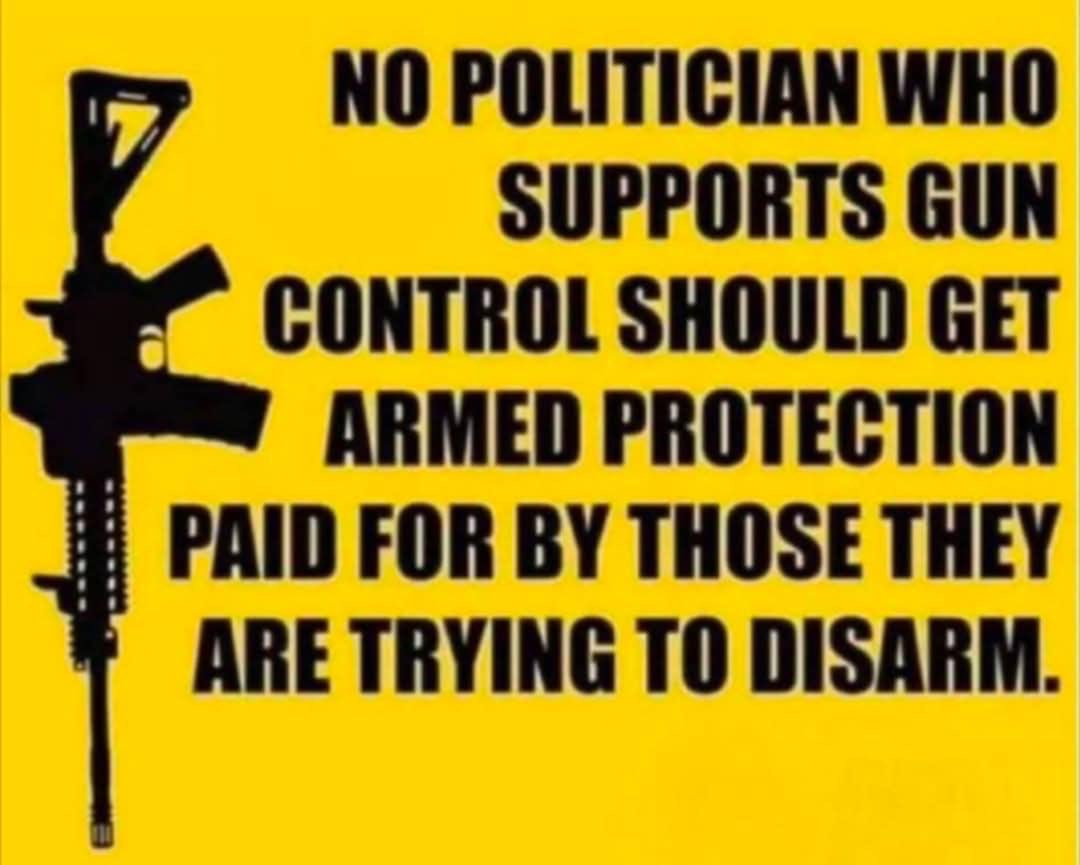 NO POLITICIAN WHO
SUPPORTS GUN
CONTROL SHOULD GET
ARMED PROTECTION
PAID FOR BY THOSE THEY
ARE TRYING TO DISARM.